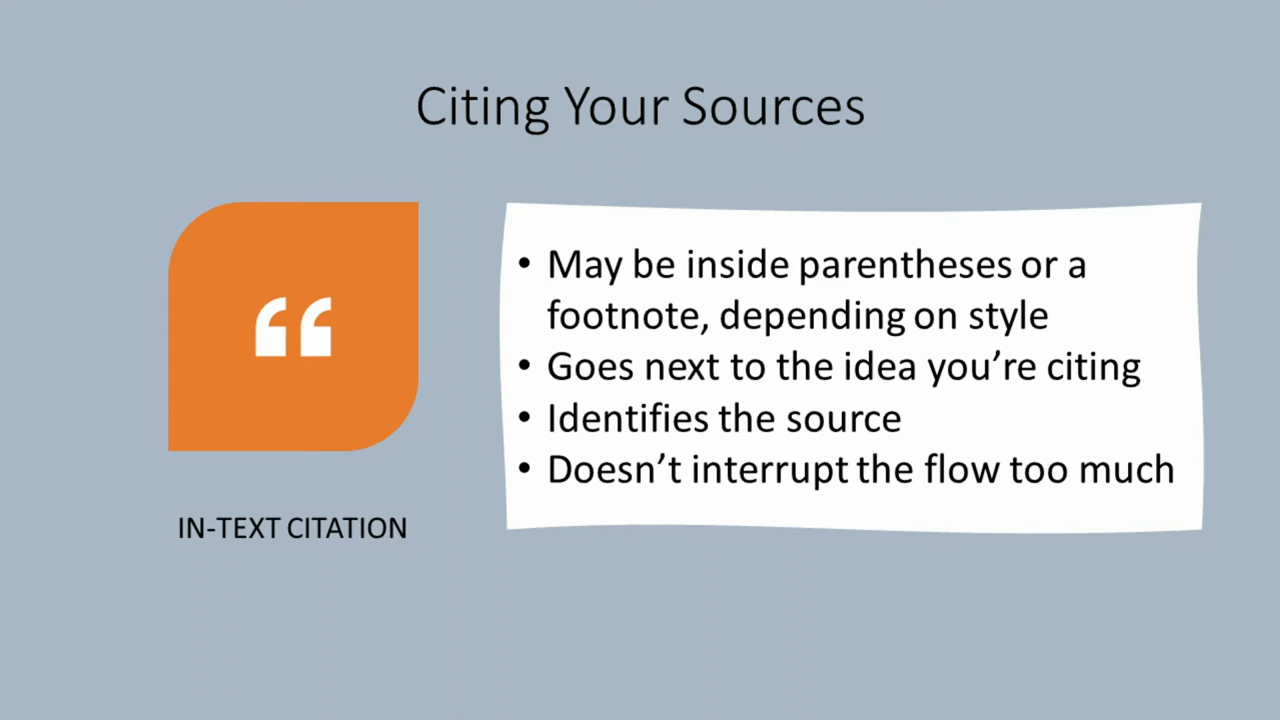 Citing Your Sources
• May be inside parentheses or a
footnote, depending on style
• Goes next to the idea you’re citing
• Identifies the source
• Doesn’t interrupt the flow too much
IN-TEXT CITATION